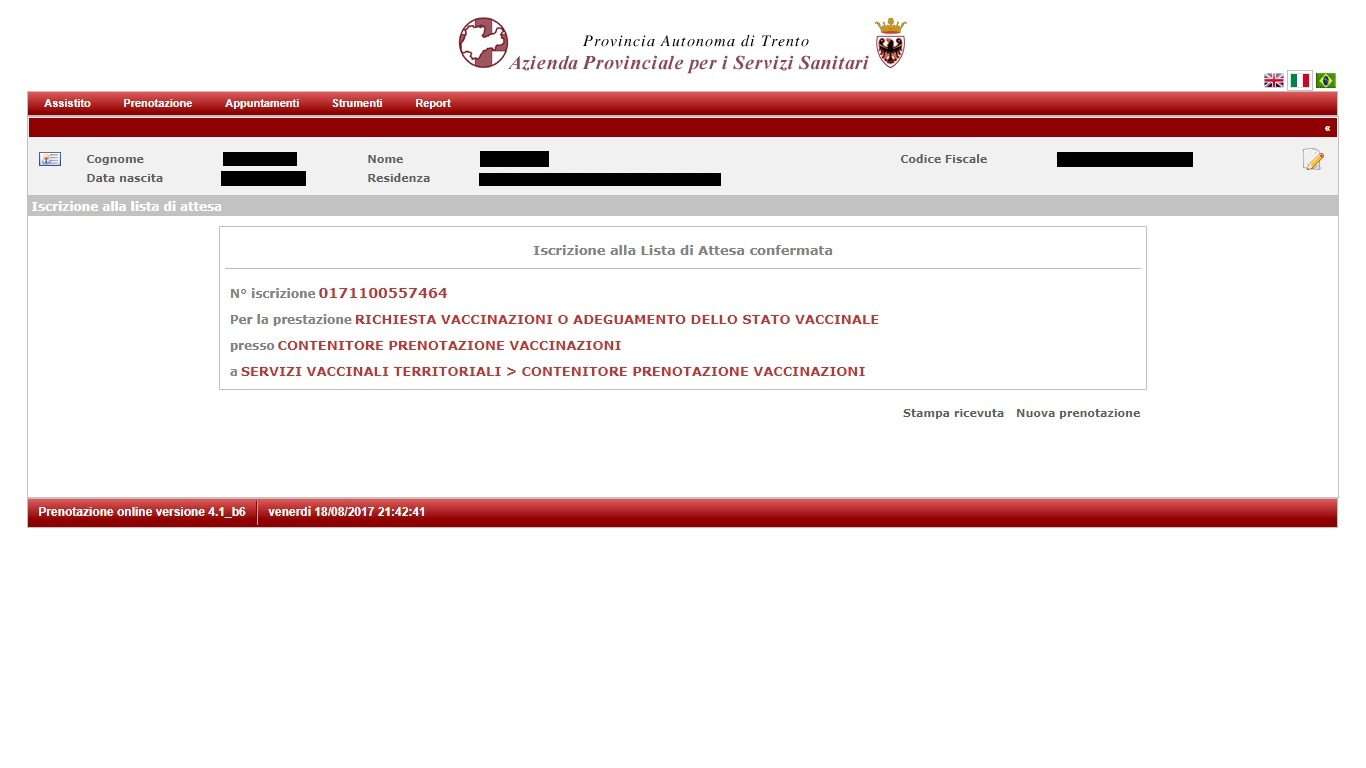 Provincia Autonoma di Trento
Azienda Provinciale per i Servizi Sanitari
Assistito Prenotazione Appuntamenti Strumenti Report
«
Cognome Nome Codice Fiscale
Data nascita Residenza
Iscrizione alla lista di attesa
Iscrizione alla Lista di Attesa confermata
N° iscrizione 0171100557464
Per la prestazione RICHIESTA VACCINAZIONI O ADEGUAMENTO DELLO STATO VACCINALE
presso CONTENITORE PRENOTAZIONE VACCINAZIONI
a SERVIZI VACCINALI TERRITORIALI > CONTENITORE PRENOTAZIONE VACCINAZIONI
Stampa ricevuta Nuova prenotazione
Prenotazione online versione 4.1_b6 venerdì 18/08/2017 21:42:41